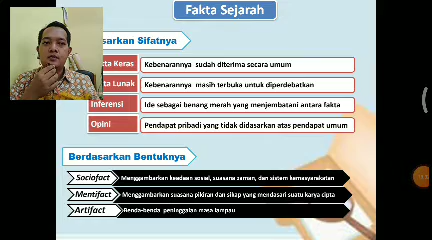 Fakta Sejarah
asarkan Sifatnya
ta Keras
Kebenarannya sudah diterima secara umum
ta Lunak
Kebenarannya masih terbuka untuk diperdebatkan
Inferensi
Ide sebagai benang merah yang menjembatani antara fakta
Opini
Pendapat pribadi yang tidak didasarkan atas pendapat umum
Berdasarkan Bentuknya
Sociofact
Menggambarkan keadaan sosial, suasana zaman, dan sistem kemasyarakatan
Mentifact
Menggambarkan suasana pikiran dan sikap yang mendasari suatu karya cipta
Artifact
Benda-benda peninggalan masa lampau